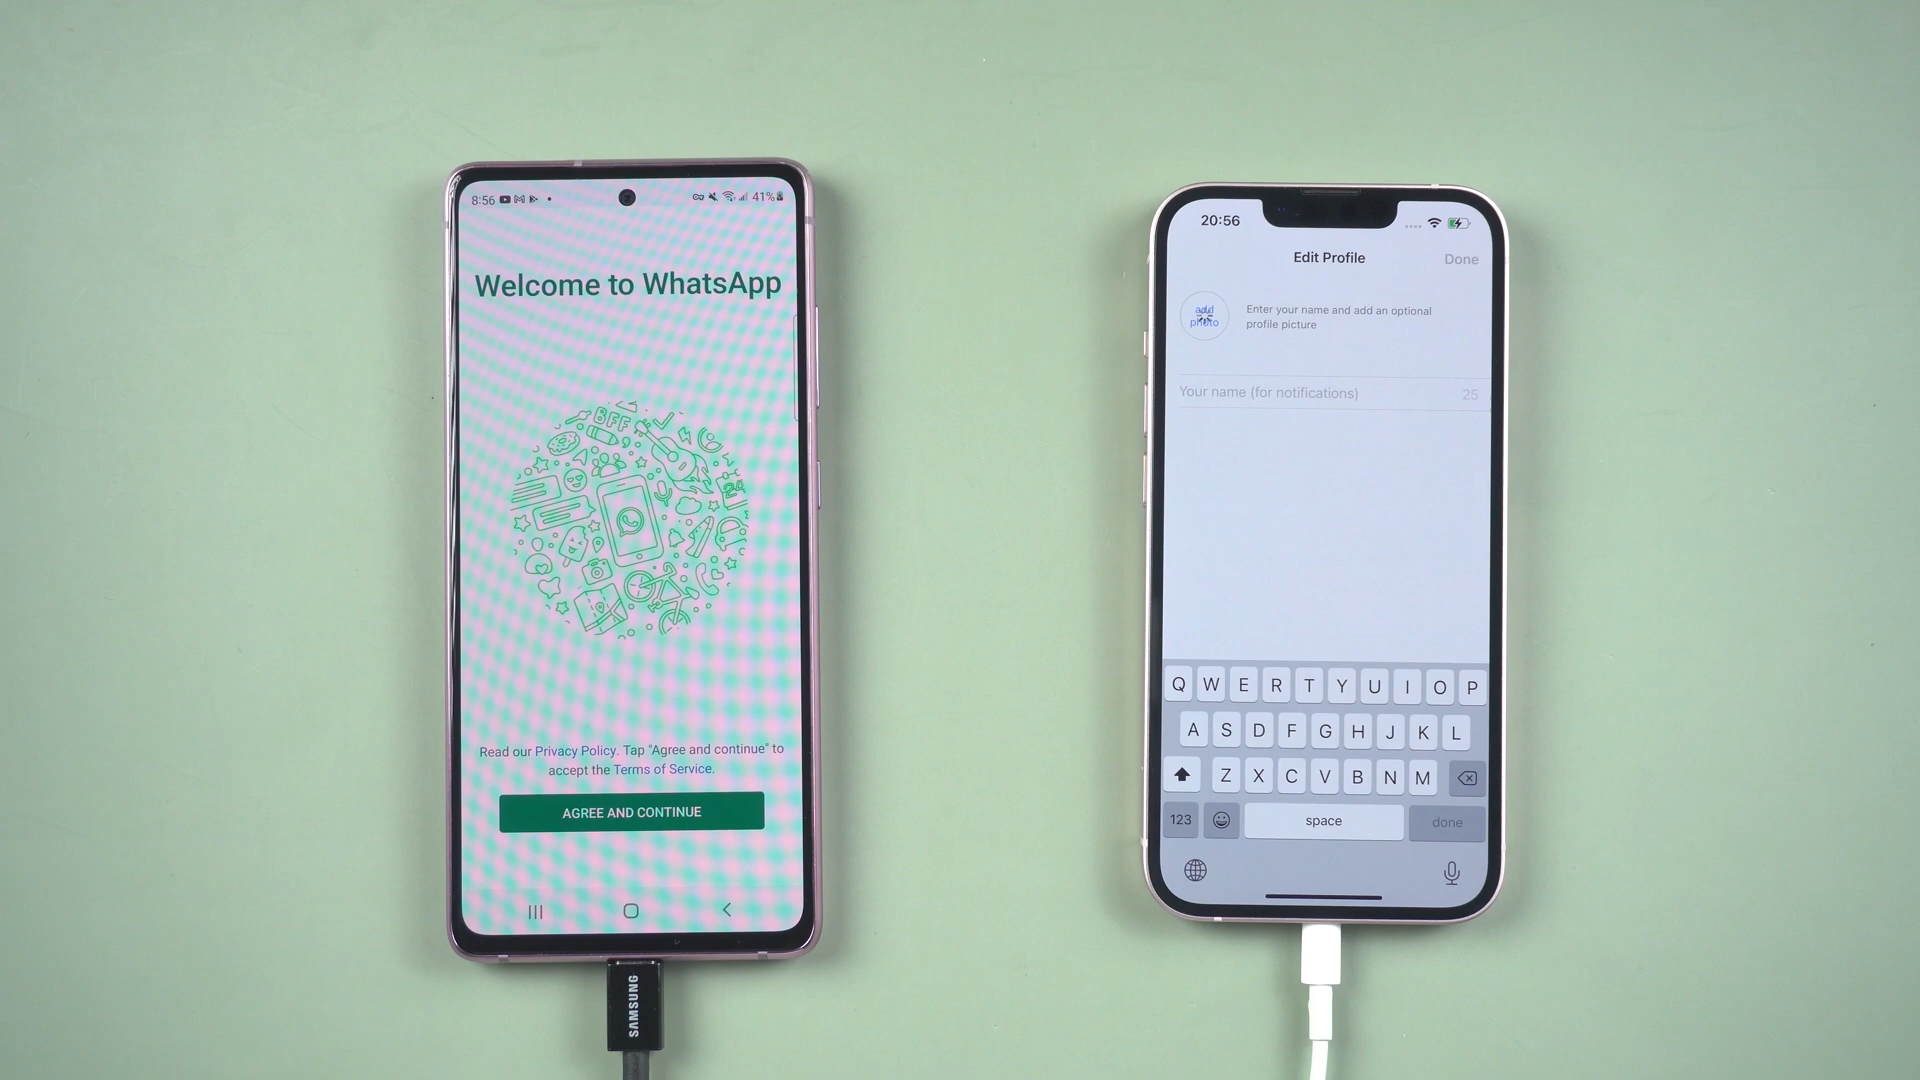 8:56
41%
Welcome to WhatsApp
BFF
24
Read our Privacy Policy. Tap "Agree and continue" to
accept the Terms of Service.
AGREE AND CONTINUE
SAMSUNG
20:56
Edit Profile
Done
add
photo
Enter your name and add an optional
profile picture
Your name (for notifications)
25
Q W E R T Y U I O P
A S D F G H J K L
Z X C V B N M
123
space
done